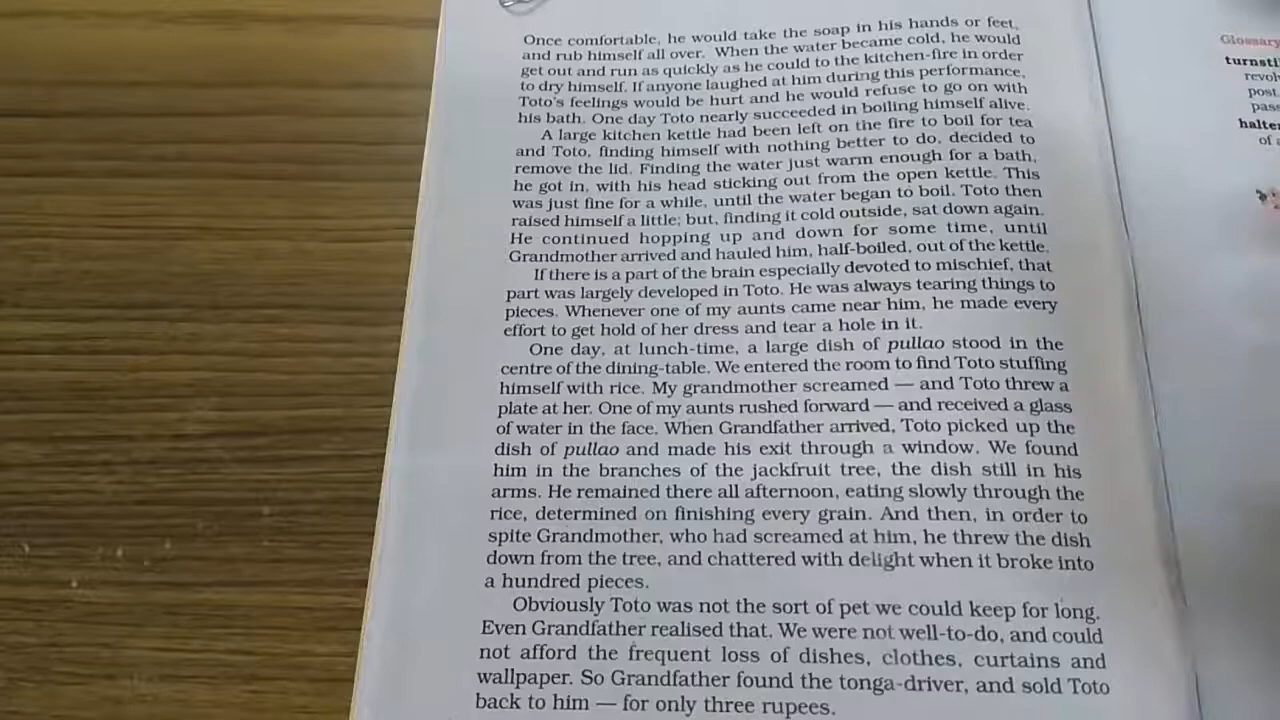 Once comfortable, he would take the soap in his hands or feet,
and rub himself all over. When the water became cold, he would
get out and run as quickly as he could to the kitchen-fire in order
to dry himself. If anyone laughed at him during this performance,
Toto's feelings would be hurt and he would refuse to go on with
his bath. One day Toto nearly succeeded in boiling himself alive.
A large kitchen kettle had been left on the fire to boil for tea
and Toto, finding himself with nothing better to do, decided to
remove the lid. Finding the water just warm enough for a bath,
he got in, with his head sticking out from the open kettle. This
was just fine for a while, until the water began to boil. Toto then
raised himself a little; but, finding it cold outside, sat down again.
He continued hopping up and down for some time, until
Grandmother arrived and hauled him, half-boiled, out of the kettle.
If there is a part of the brain especially devoted to mischief, that
part was largely developed in Toto. He was always tearing things to
pieces. Whenever one of my aunts came near him, he made every
effort to get hold of her dress and tear a hole in it.
One day, at lunch-time, a large dish of pullao stood in the
centre of the dining-table. We entered the room to find Toto stuffing
himself with rice. My grandmother screamed — and Toto threw a
plate at her. One of my aunts rushed forward — and received a glass
of water in the face. When Grandfather arrived, Toto picked up the
dish of pullao and made his exit through a window. We found
him in the branches of the jackfruit tree, the dish still in his
arms. He remained there all afternoon, eating slowly through the
rice, determined on finishing every grain. And then, in order to
spite Grandmother, who had screamed at him, he threw the dish
down from the tree, and chattered with delight when it broke into
a hundred pieces.
Obviously Toto was not the sort of pet we could keep for long.
Even Grandfather realised that. We were not well-to-do, and could
not afford the frequent loss of dishes, clothes, curtains and
wallpaper. So Grandfather found the tonga-driver, and sold Toto
back to him — for only three rupees.
Glossary
turnsti
revol
post
pass
halter
of a